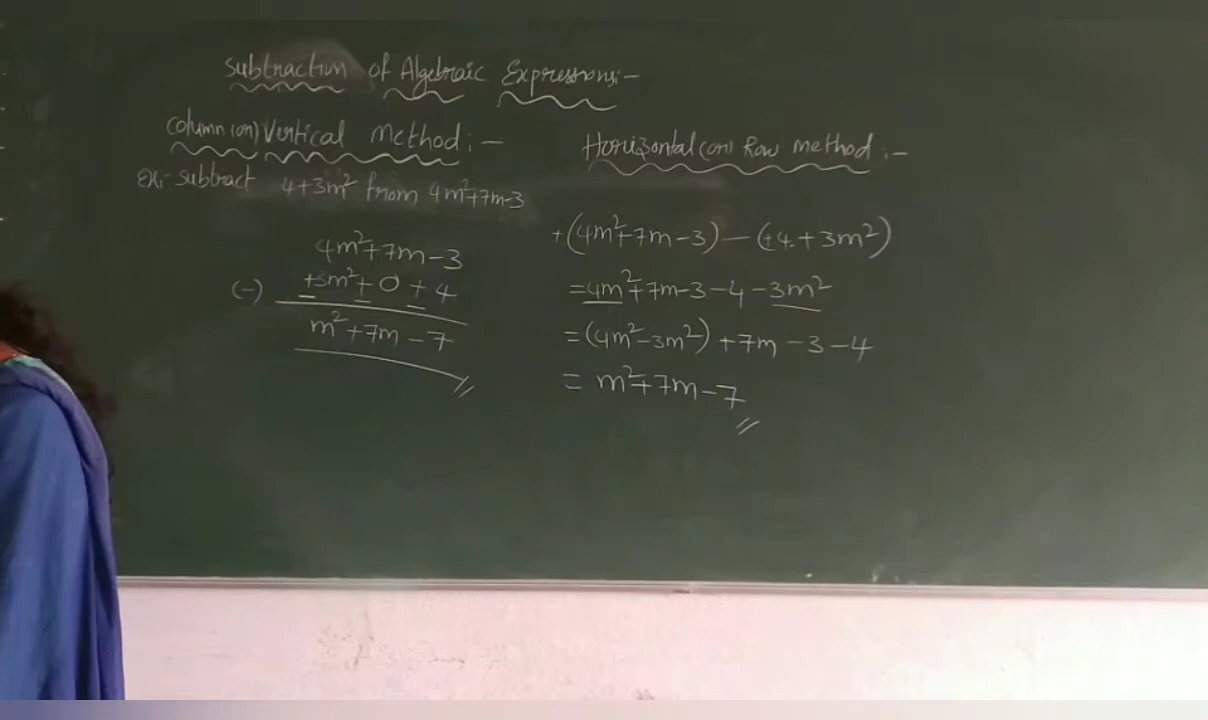 Subtraction of Algebraic Expressions:-
Column (or) Vertical Method:-
Ex:- Subtract 4+3m² from 4m²+7m-3
4m²+7m-3
(-) +3m²+0+4
m²+7m-7
Horizontal (or) Row method:-
+(4m²+7m-3)-(+4+3m²)
=4m²+7m-3-4-3m²
=(4m²-3m²)+7m-3-4
= m²+7m-7